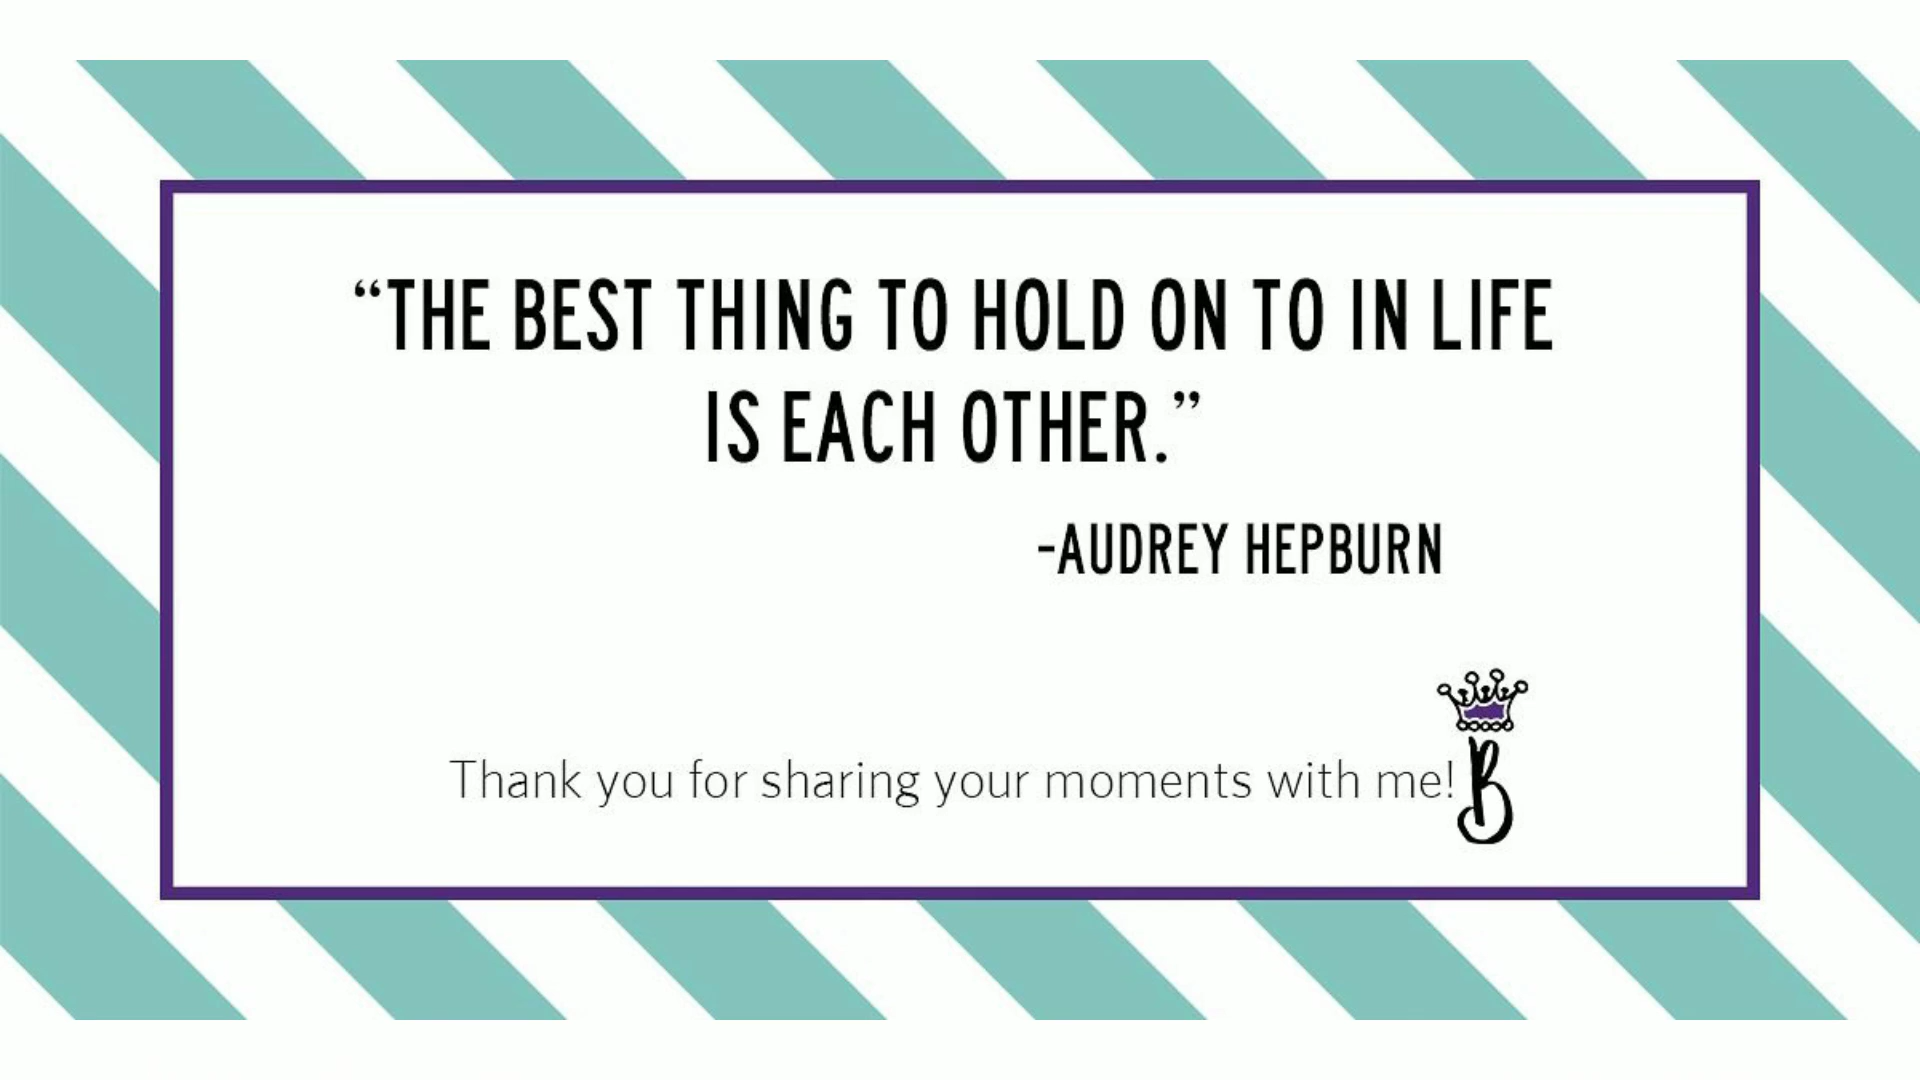 “THE BEST THING TO HOLD ON TO IN LIFE
IS EACH OTHER.”
-AUDREY HEPBURN
Thank you for sharing your moments with me!
B